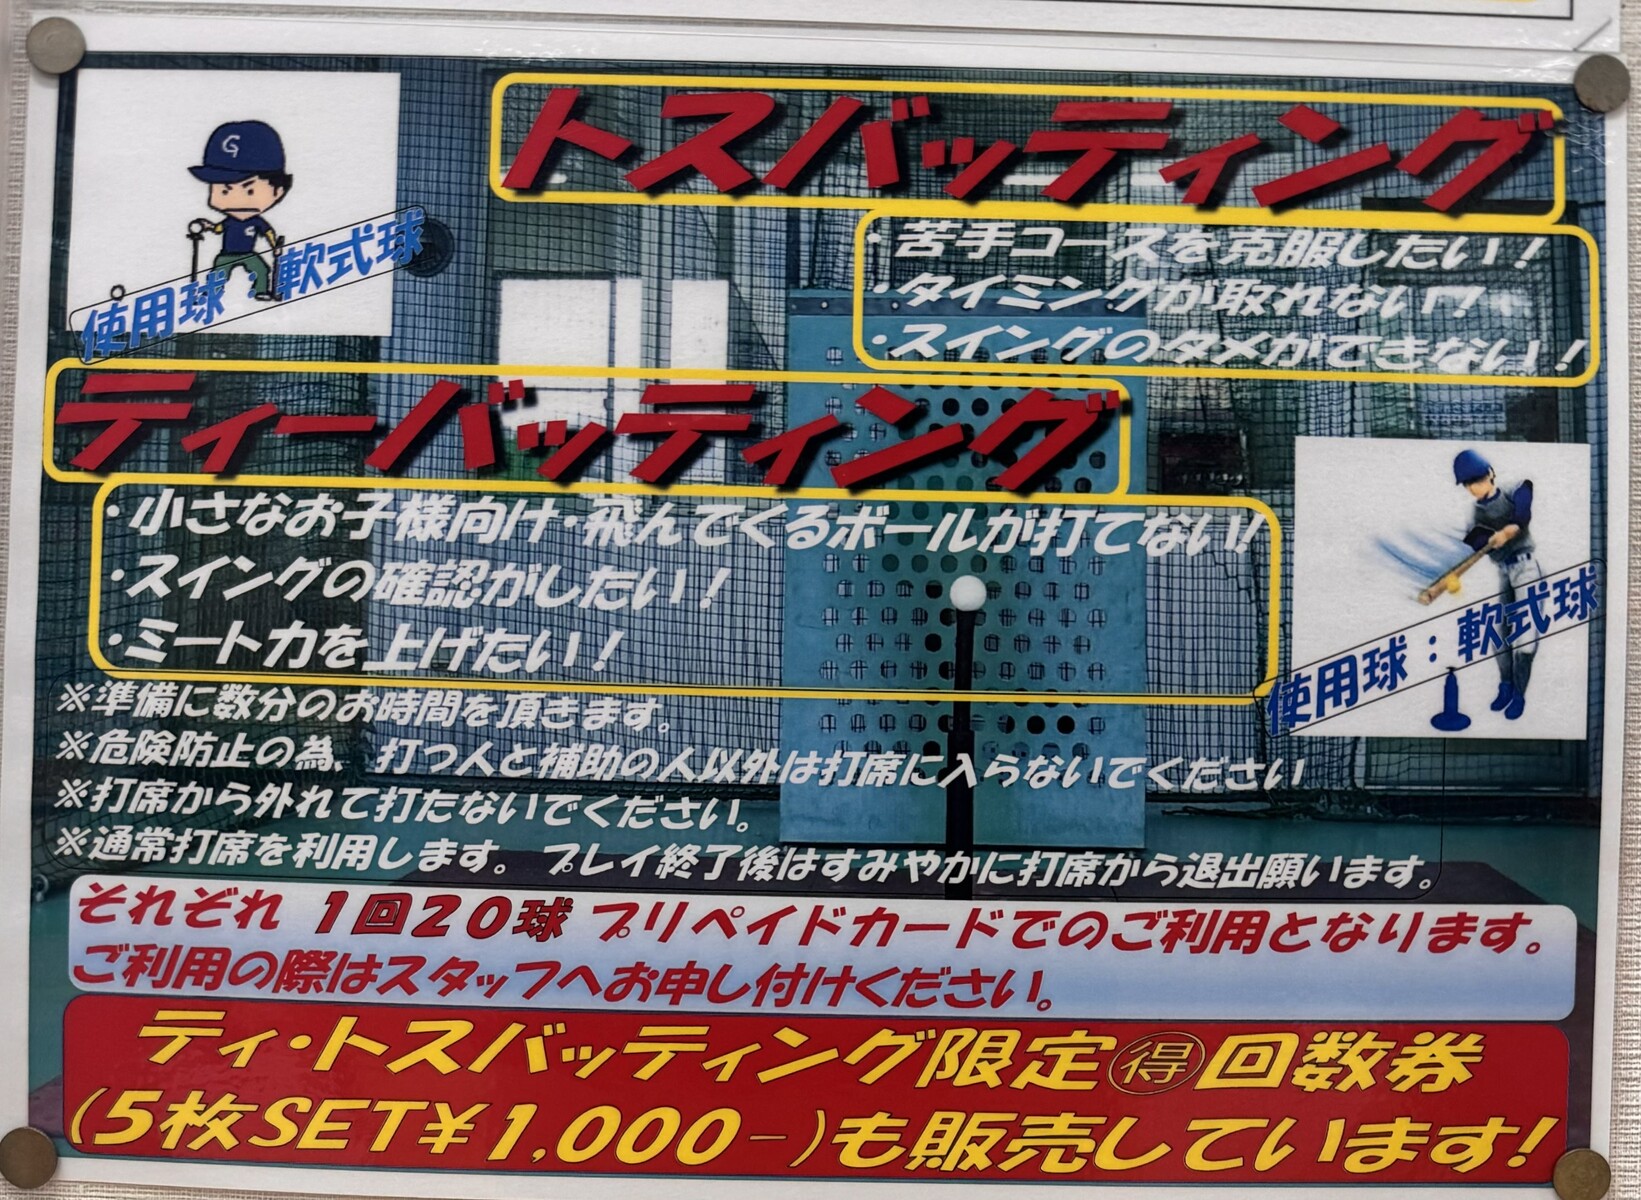 G
トスバッティング
・苦手コースを克服したい！
・タイミングが取れない！？
・スイングのタメができない！
使用球：軟式球
ティーバッティング
・小さなお子様向け・飛んでくるボールが打てない!
・スイングの確認がしたい！
・ミート力を上げたい！
使用球：軟式球
※準備に数分のお時間を頂きます。
※危険防止の為、打つ人と補助の人以外は打席に入らないでください
※打席から外れて打たないでください。
※通常打席を利用します。プレイ終了後はすみやかに打席から退出願います。
それぞれ １回２０球 プリペイドカードでのご利用となります。
ご利用の際はスタッフへお申し付けください。
ティ・トスバッティング限定㊝回数券
(５枚SET￥１,０００－)も販売しています!